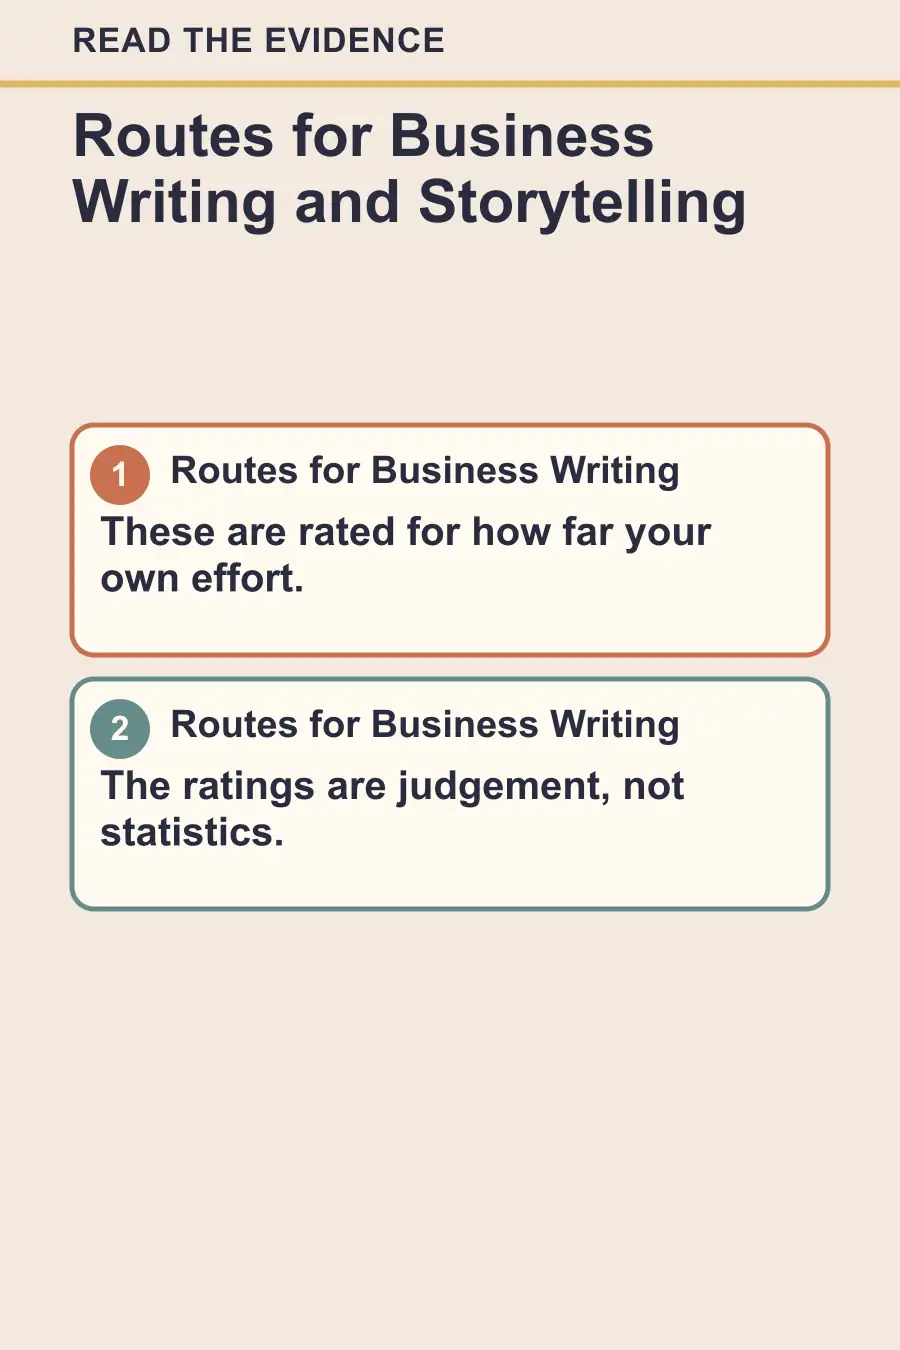 READ THE EVIDENCE
Routes for Business
Writing and Storytelling
1
Routes for Business Writing
These are rated for how far your
own effort.
2
Routes for Business Writing
The ratings are judgement, not
statistics.